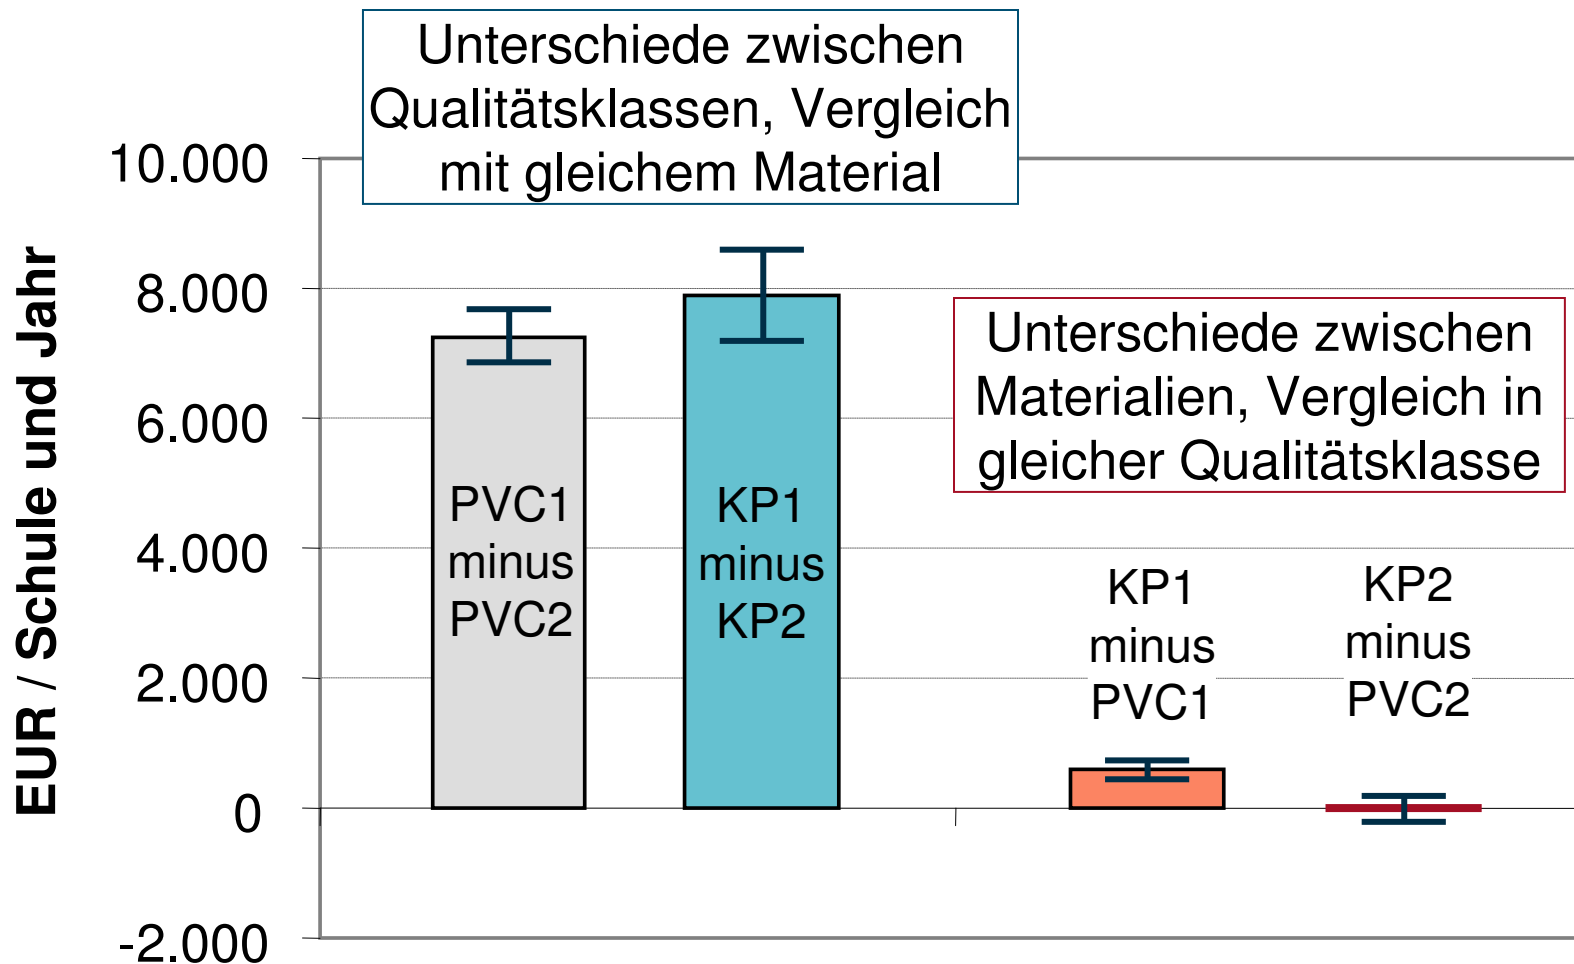 Unterschiede zwischen
Qualitätsklassen, Vergleich
mit gleichem Material
EUR / Schule und Jahr
10.000
8.000
6.000
4.000
2.000
0
-2.000
PVC1
minus
PVC2
KP1
minus
KP2
Unterschiede zwischen
Materialien, Vergleich in
gleicher Qualitätsklasse
KP1
minus
PVC1
KP2
minus
PVC2